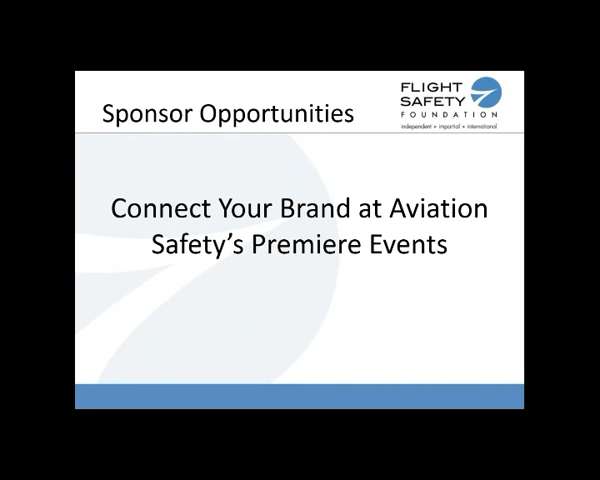 FLIGHT
SAFETY
FOUNDATION
independent • impartial • international
Sponsor Opportunities
Connect Your Brand at Aviation
Safety's Premiere Events